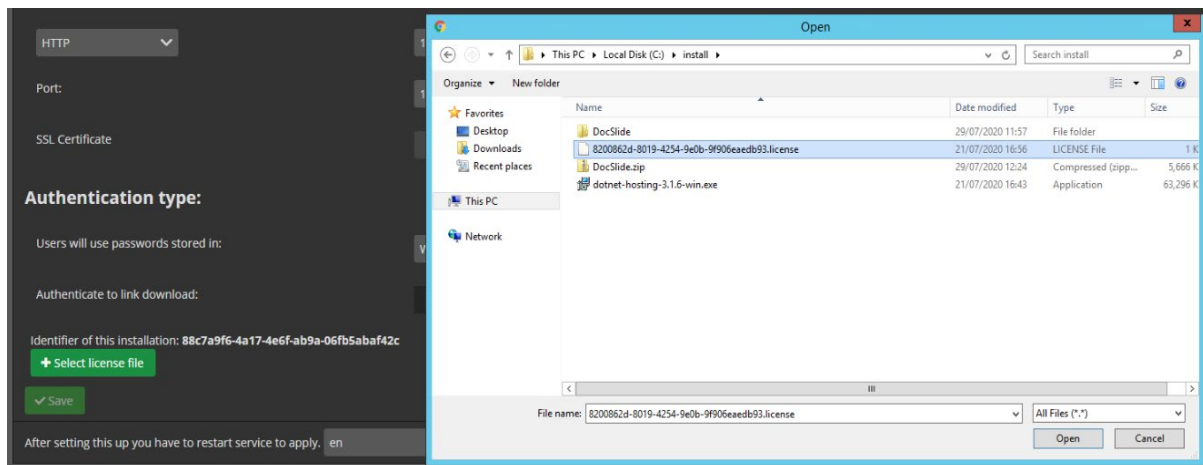 HTTP
Port:
SSL Certificate
Authentication type:
Users will use passwords stored in:
Authenticate to link download:
Identifier of this installation: 88c7a9f6-4a17-4e6f-ab9a-06fb5abaf42c
+ Select license file
Save
After setting this up you have to restart service to apply. en
Open
x
This PC Local Disk (C:) install
Search install
Organize New folder
Favorites
Desktop
Downloads
Recent places
This PC
Network
Name Date modified Type Size
DocSlide 29/07/2020 11:57 File folder
8200862d-8019-4254-9e0b-9f906eaedb93.license 21/07/2020 16:56 LICENSE File 1 K
DocSlide.zip 29/07/2020 12:24 Compressed (zipp... 5,666 K
dotnet-hosting-3.1.6-win.exe 21/07/2020 16:43 Application 63,296 K
File name: 8200862d-8019-4254-9e0b-9f906eaedb93.license All Files (*.*)
Open Cancel